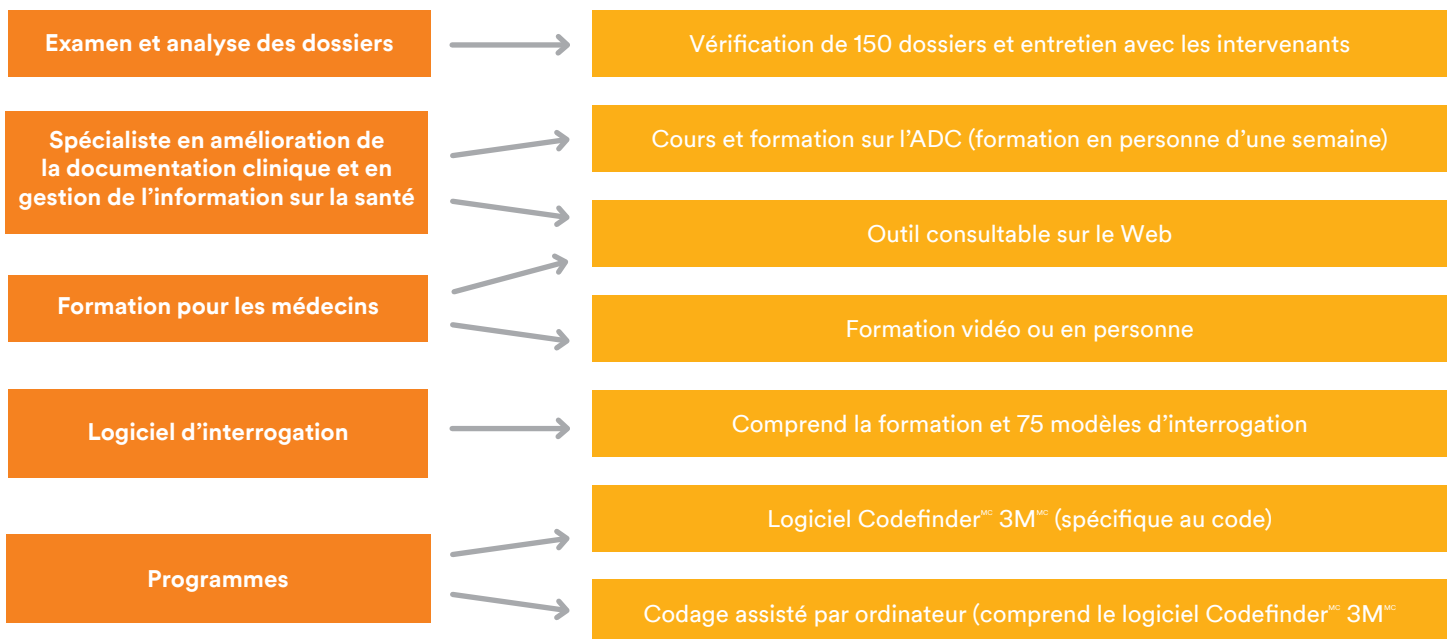 Examen et analyse des dossiers
Vérification de 150 dossiers et entretien avec les intervenants
Spécialiste en amélioration de
la documentation clinique et en
gestion de l’information sur la santé
Cours et formation sur l’ADC (formation en personne d’une semaine)
Outil consultable sur le Web
Formation pour les médecins
Formation vidéo ou en personne
Logiciel d’interrogation
Comprend la formation et 75 modèles d’interrogation
Programmes
Logiciel Codefinder MC 3M MC (spécifique au code)
Codage assisté par ordinateur (comprend le logiciel Codefinder MC 3M MC